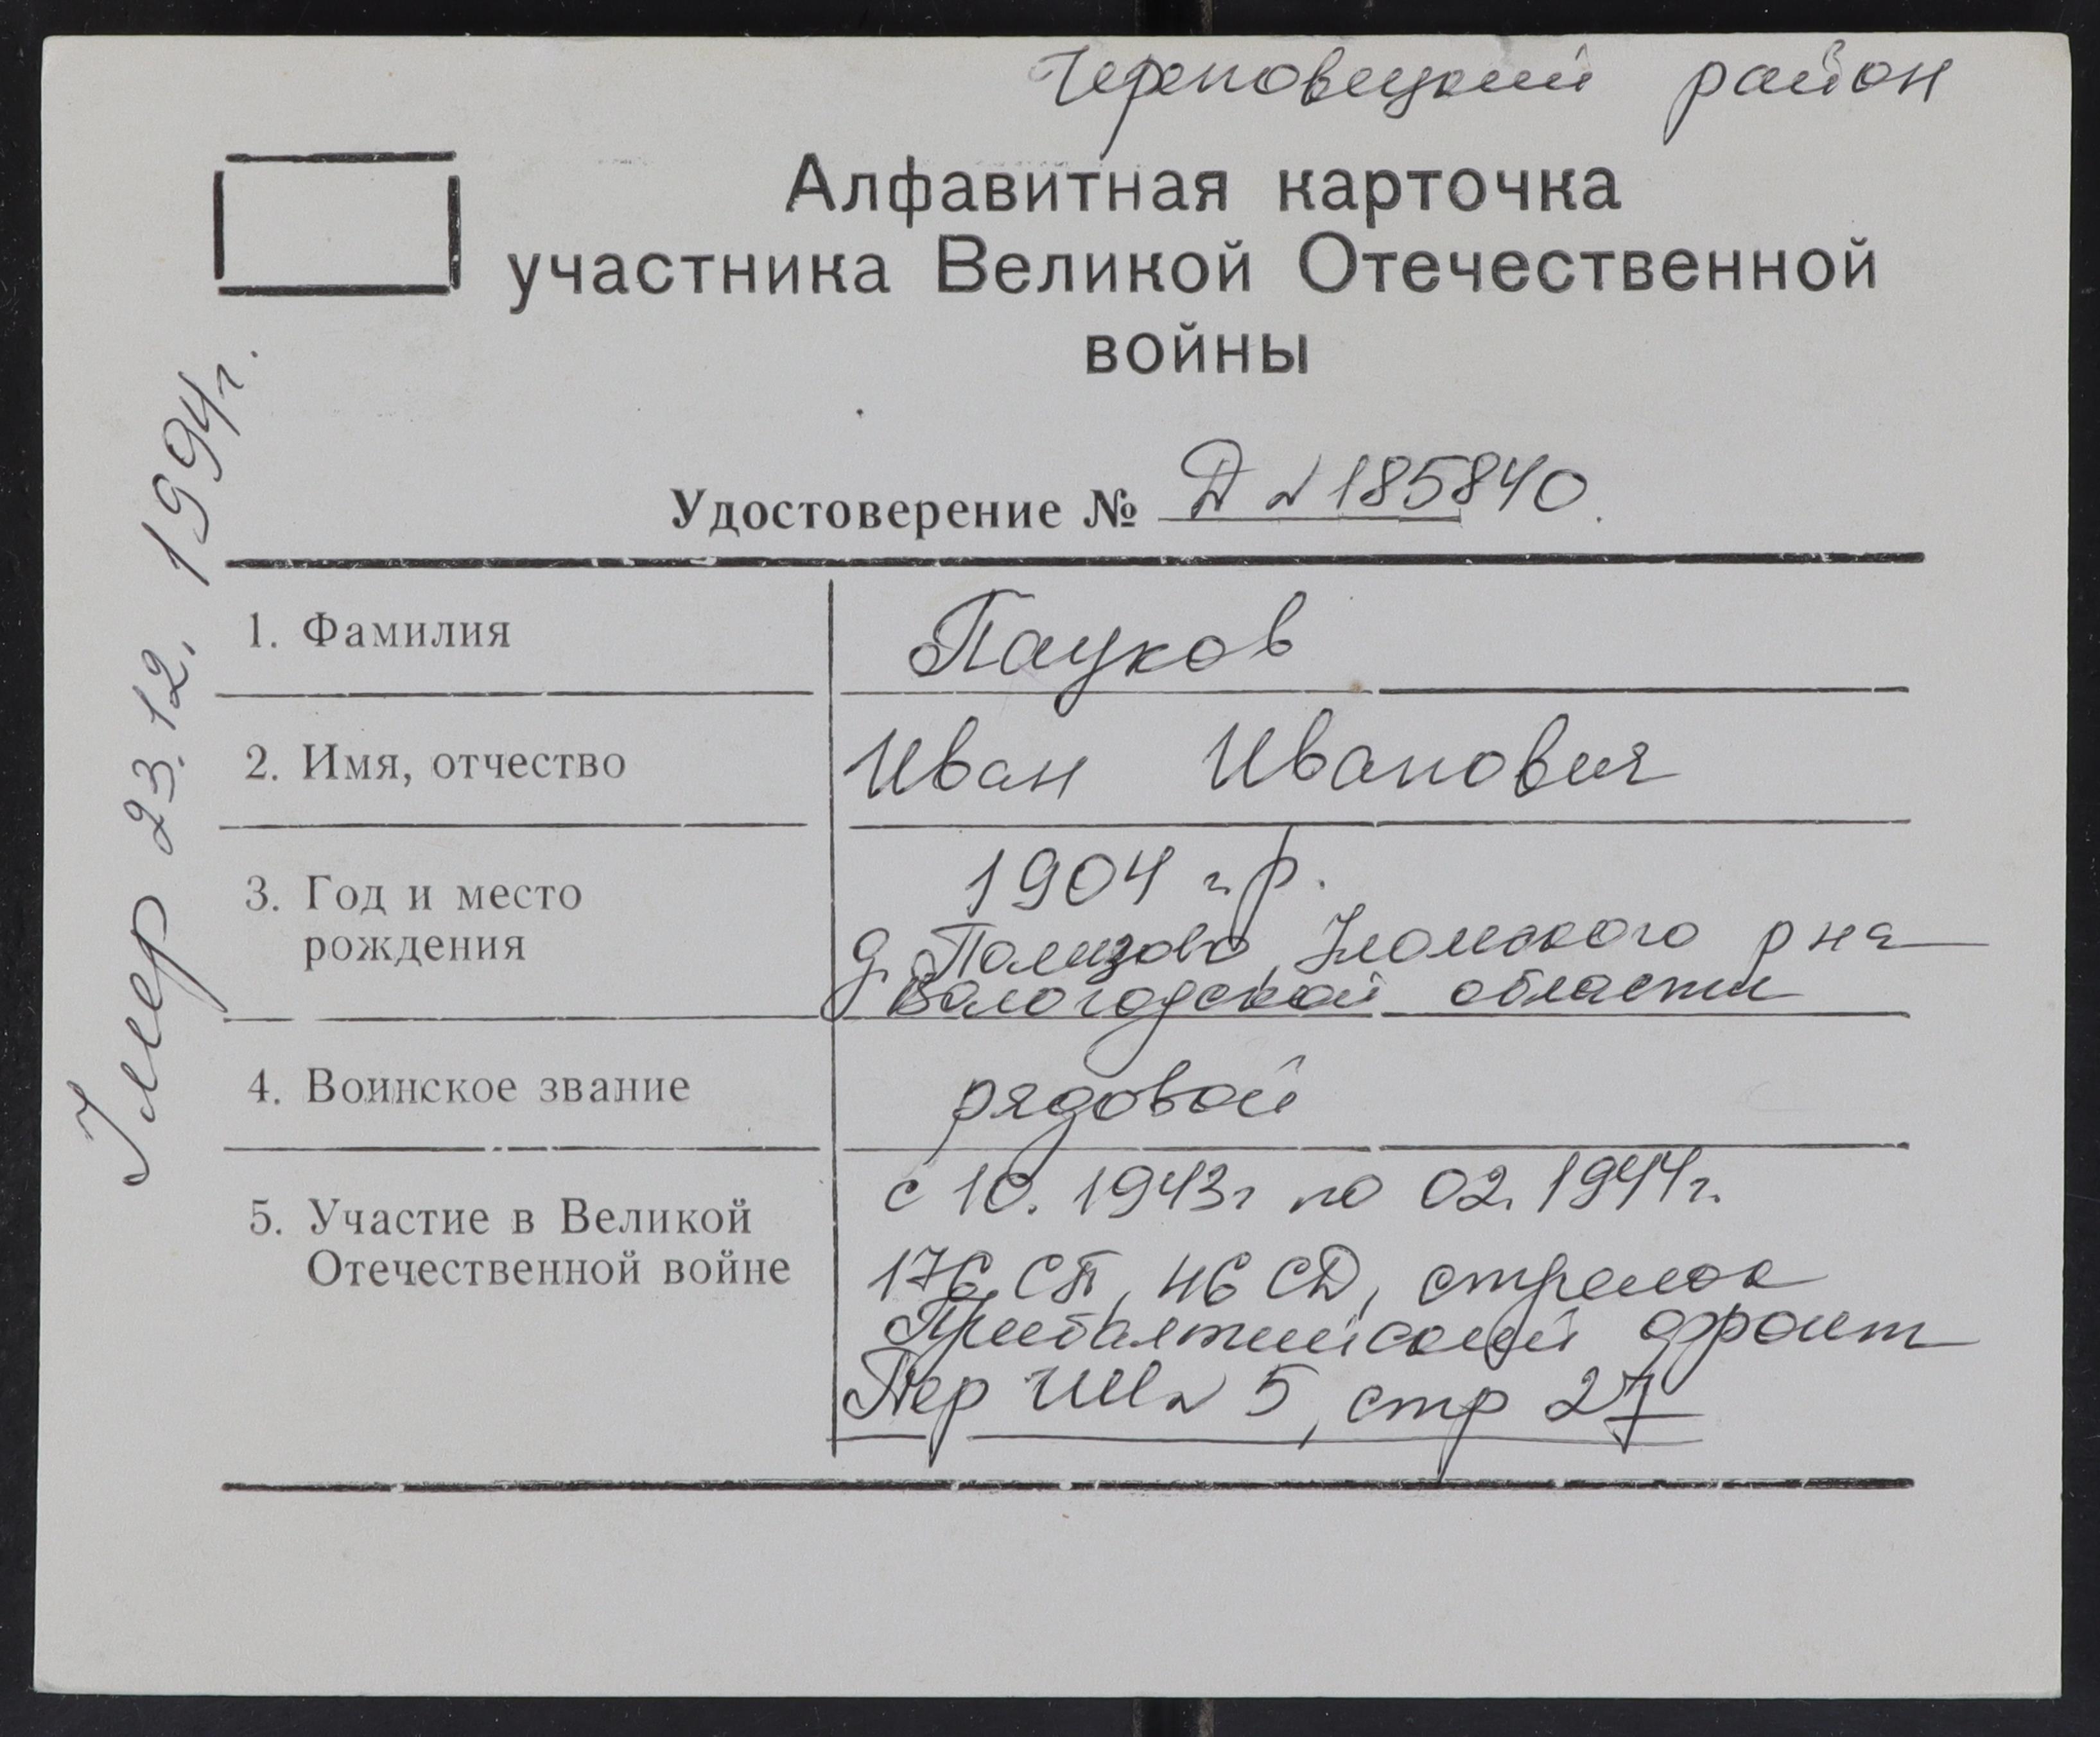 Череповецкий район
Алфавитная карточка
участника Великой Отечественной
войны
Удостоверение № Д № 185840.
1. Фамилия Пауков
2. Имя, отчество Иван Иванович
3. Год и место рождения 1904 г.р.
д. Ползово, Уломского р на
Вологодской области
4. Воинское звание рядовой
5. Участие в Великой Отечественной войне с 10. 1943г по 02. 1944г.
176 СП, 46 СД, стрелок
Прибалтийский фронт
Пер № 5, стр 27
Умер 23.12. 1994г.